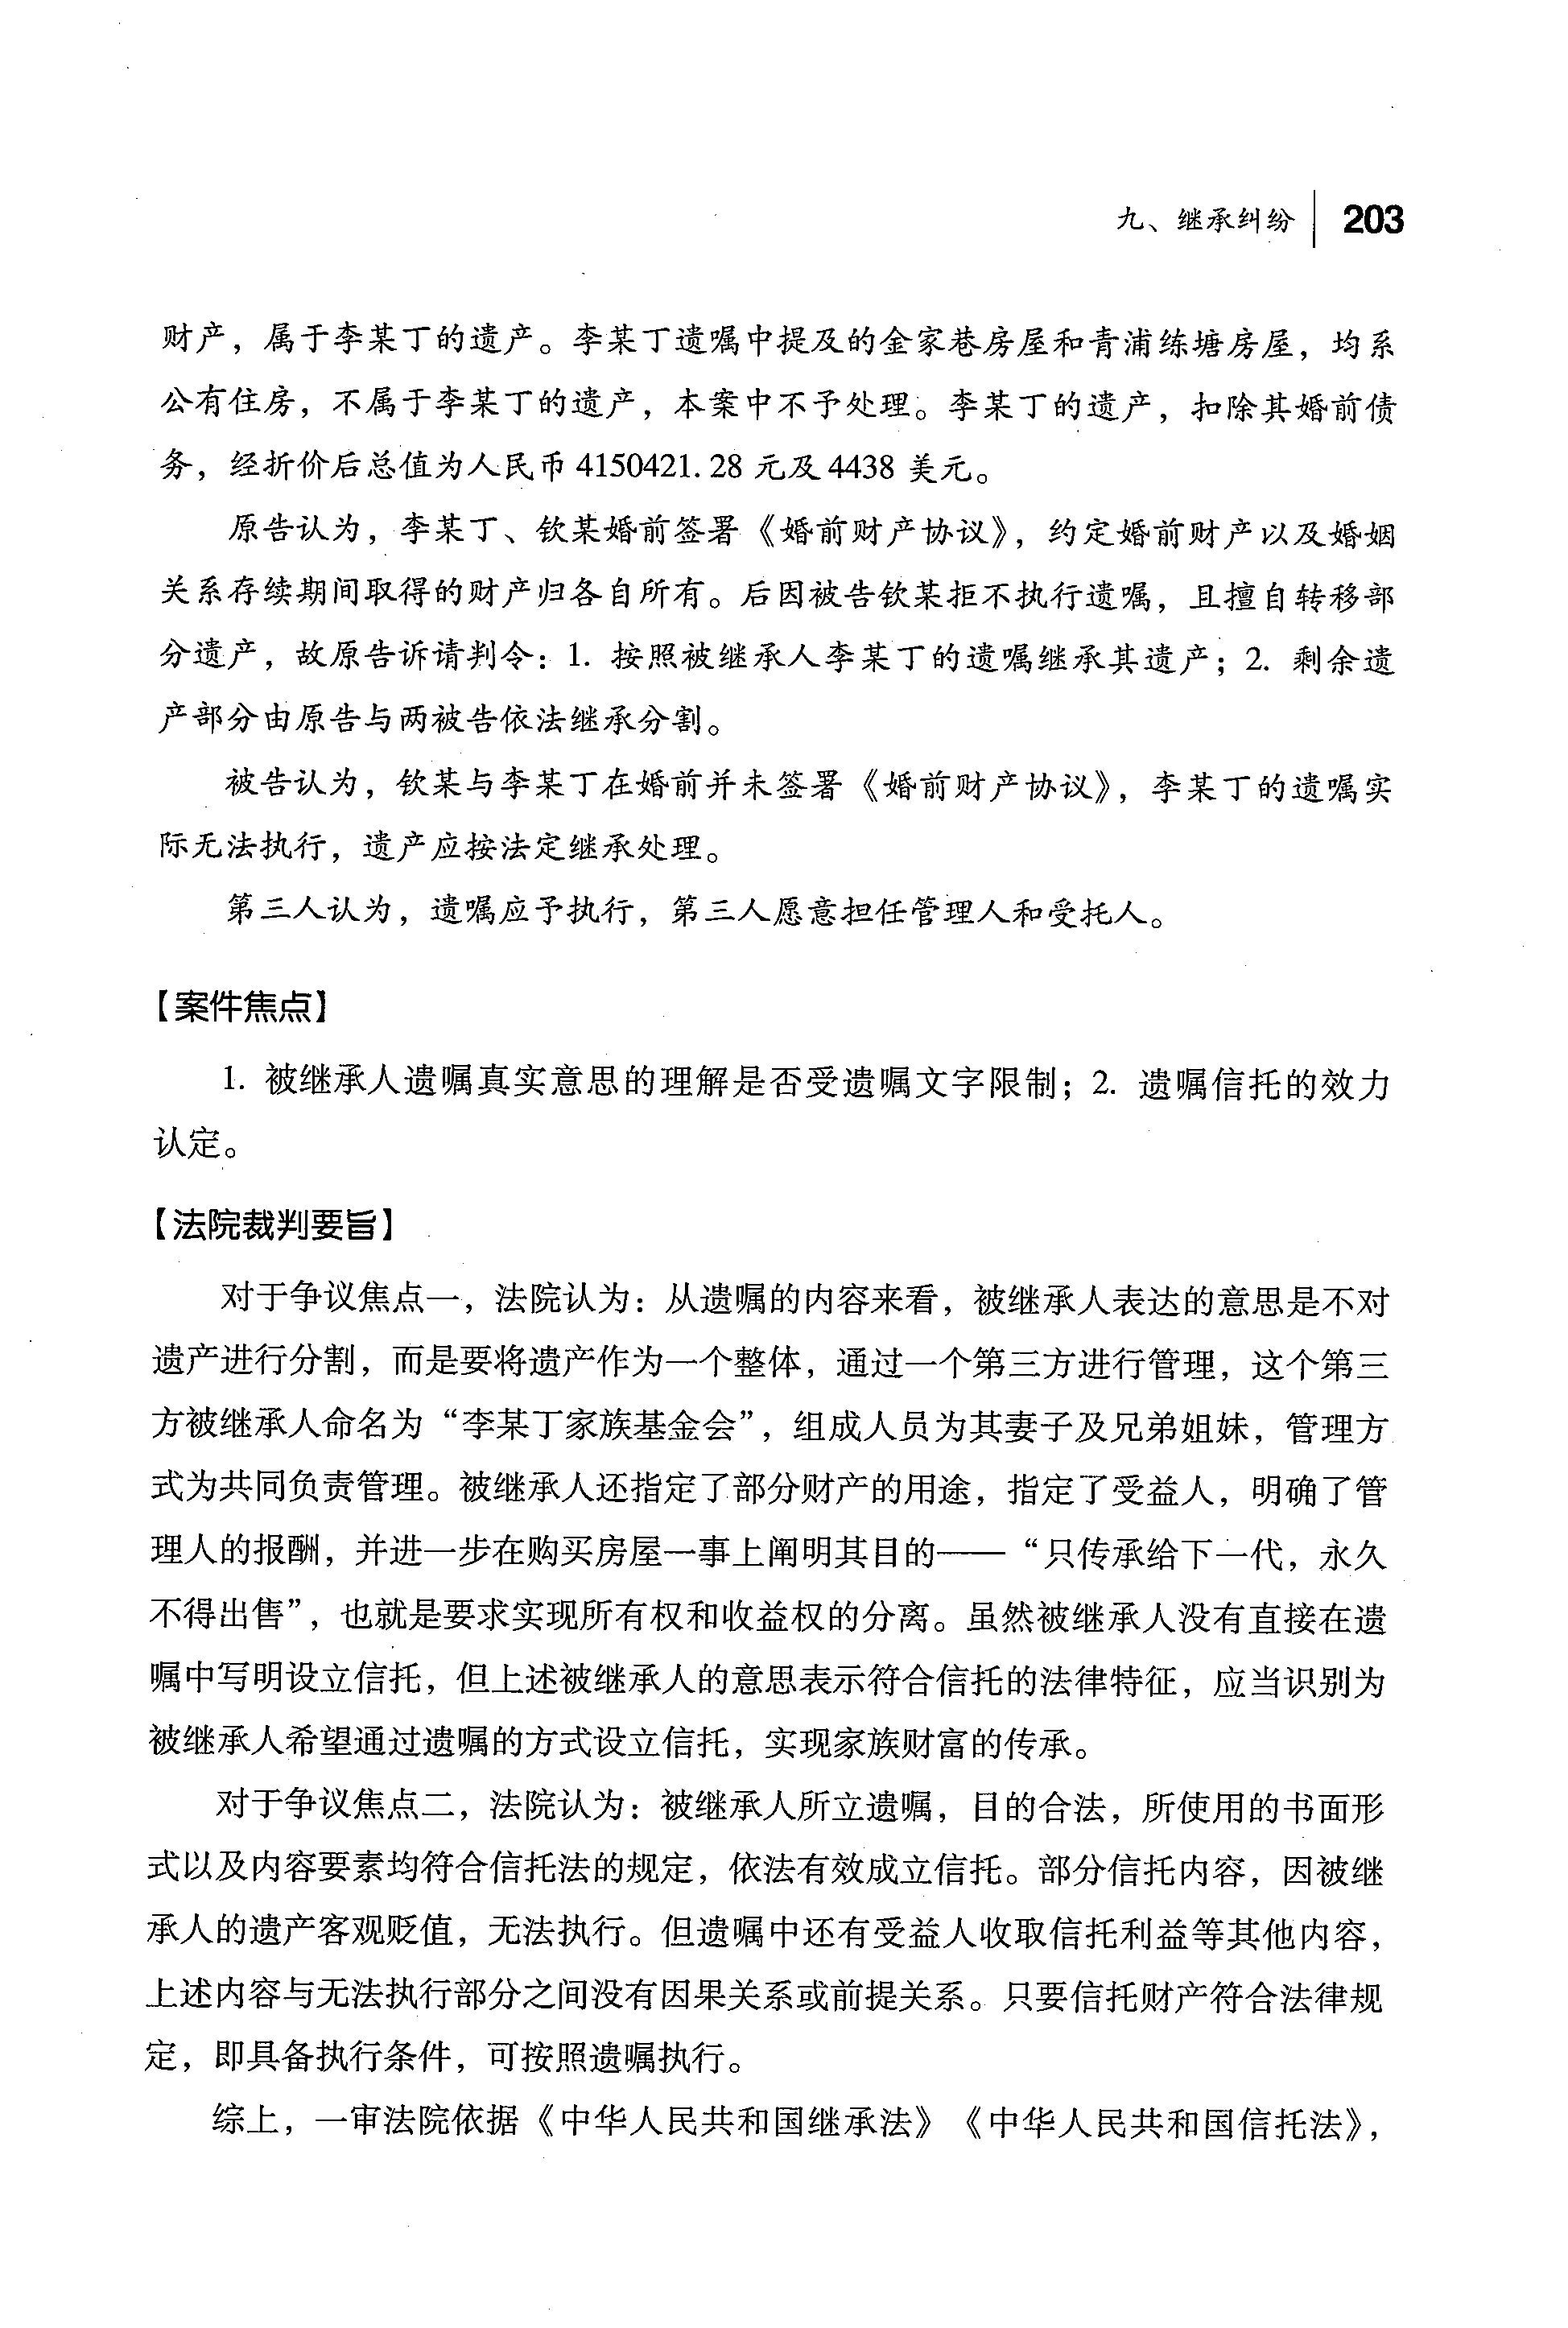 九、继承纠纷 203
财产，属于李某丁的遗产。李某丁遗嘱中提及的金家巷房屋和青浦练塘房屋，均系
公有住房，不属于李某丁的遗产，本案中不予处理。李某丁的遗产，扣除其婚前债
务，经折价后总值为人民币4150421.28元及4438美元。
原告认为，李某丁、钦某婚前签署《婚前财产协议》，约定婚前财产以及婚姻
关系存续期间取得的财产归各自所有。后因被告钦某拒不执行遗嘱，且擅自转移部
分遗产，故原告诉请判令：1. 按照被继承人李某丁的遗嘱继承其遗产；2. 剩余遗
产部分由原告与两被告依法继承分割。
被告认为，钦某与李某丁在婚前并未签署《婚前财产协议》，李某丁的遗嘱实
际无法执行，遗产应按法定继承处理。
第三人认为，遗嘱应予执行，第三人愿意担任管理人和受托人。
【案件焦点】
1. 被继承人遗嘱真实意思的理解是否受遗嘱文字限制；2. 遗嘱信托的效力
认定。
【法院裁判要旨】
对于争议焦点一，法院认为：从遗嘱的内容来看，被继承人表达的意思是不对
遗产进行分割，而是要将遗产作为一个整体，通过一个第三方进行管理，这个第三
方被继承人命名为“李某丁家族基金会”，组成人员为其妻子及兄弟姐妹，管理方
式为共同负责管理。被继承人还指定了部分财产的用途，指定了受益人，明确了管
理人的报酬，并进一步在购买房屋一事上阐明其目的——“只传承给下一代，永久
不得出售”，也就是要求实现所有权和收益权的分离。虽然被继承人没有直接在遗
嘱中写明设立信托，但上述被继承人的意思表示符合信托的法律特征，应当识别为
被继承人希望通过遗嘱的方式设立信托，实现家族财富的传承。
对于争议焦点二，法院认为：被继承人所立遗嘱，目的合法，所使用的书面形
式以及内容要素均符合信托法的规定，依法有效成立信托。部分信托内容，因被继
承人的遗产客观贬值，无法执行。但遗嘱中还有受益人收取信托利益等其他内容，
上述内容与无法执行部分之间没有因果关系或前提关系。只要信托财产符合法律规
定，即具备执行条件，可按照遗嘱执行。
综上，一审法院依据《中华人民共和国继承法》《中华人民共和国信托法》，